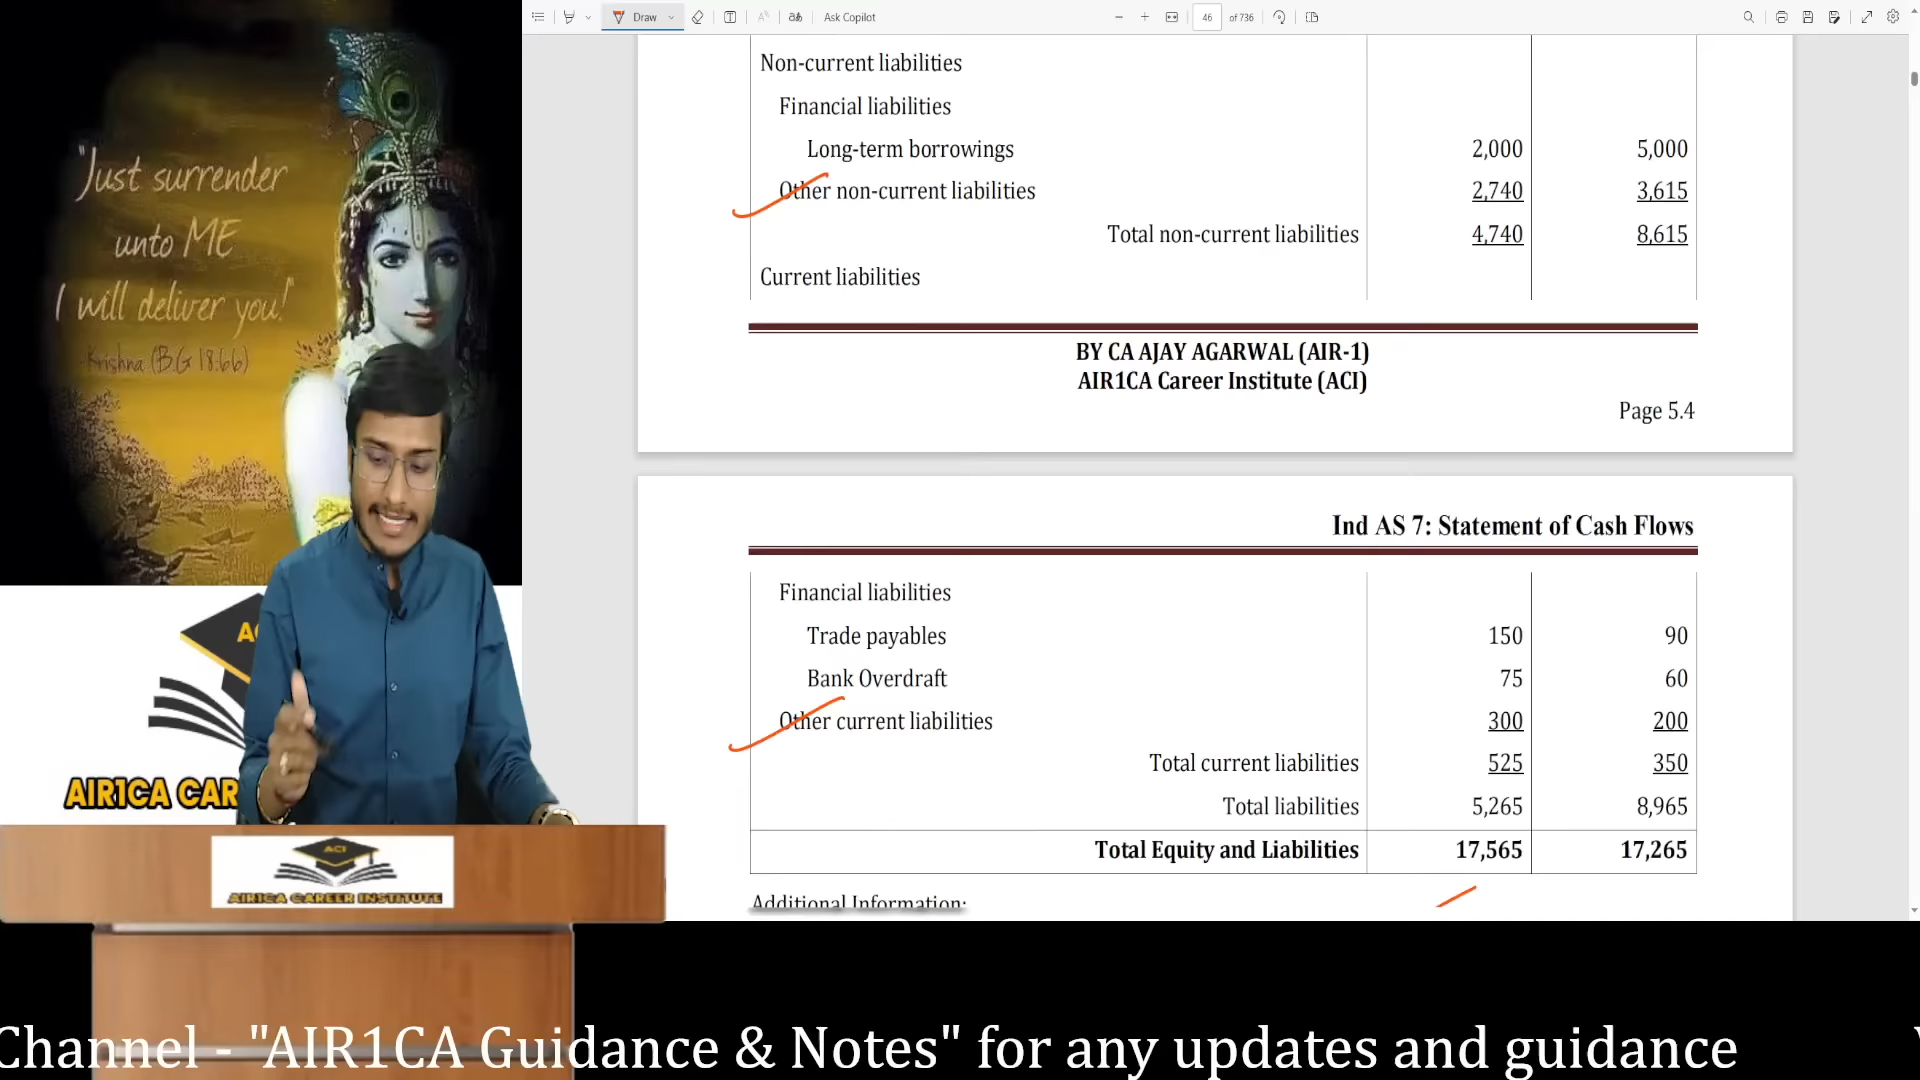 Draw
Ask Copilot
46 of 736
"Just surrender
unto ME
I will deliver you!"
-Krishna (B.G 18:66)
Non-current liabilities
Financial liabilities
Long-term borrowings 2,000 5,000
Other non-current liabilities 2,740 3,615
Total non-current liabilities 4,740 8,615
Current liabilities
BY CA AJAY AGARWAL (AIR-1)
AIR1CA Career Institute (ACI)
Page 5.4
Ind AS 7: Statement of Cash Flows
Financial liabilities
Trade payables 150 90
Bank Overdraft 75 60
Other current liabilities 300 200
Total current liabilities 525 350
Total liabilities 5,265 8,965
Total Equity and Liabilities 17,565 17,265
Additional Information:
AIR1CA CAR
ACI
AIR1CA CAREER INSTITUTE
Channel - "AIR1CA Guidance & Notes" for any updates and guidance